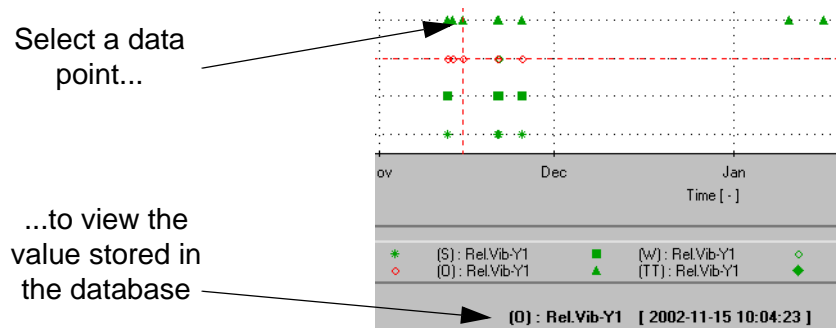 Select a data
point...
ov Dec Jan
Time [ - ]
...to view the
value stored in
the database
(S) : Rel.Vib-Y1 (W) : Rel.Vib-Y1
(O) : Rel.Vib-Y1 (TT) : Rel.Vib-Y1
(O) : Rel.Vib-Y1 [ 2002-11-15 10:04:23 ]